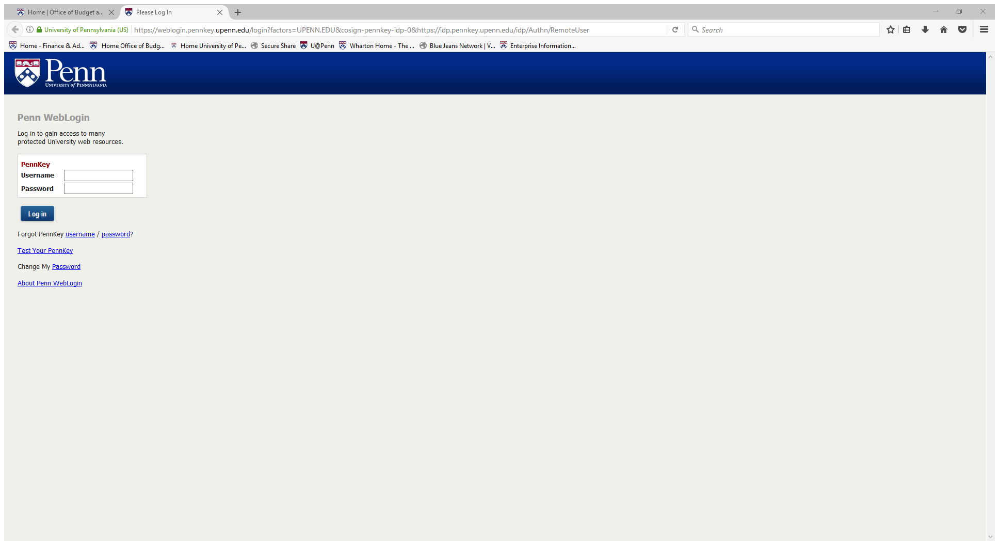 Home | Office of Budget a...
Please Log In
University of Pennsylvania (US)
https://weblogin.pennkey.upenn.edu/login?factors=UPENN.EDU&cosign-pennkey-idp-0&https://idp.pennkey.upenn.edu/idp/Authn/RemoteUser
Search
Home - Finance & Ad...
Home Office of Budg...
Home University of Pe...
Secure Share
U@Penn
Wharton Home - The ...
Blue Jeans Network | V...
Enterprise Information...
Penn
UNIVERSITY of PENNSYLVANIA
Penn WebLogin
Log in to gain access to many
protected University web resources.
PennKey
Username
Password
Log in
Forgot PennKey username / password?
Test Your PennKey
Change My Password
About Penn WebLogin